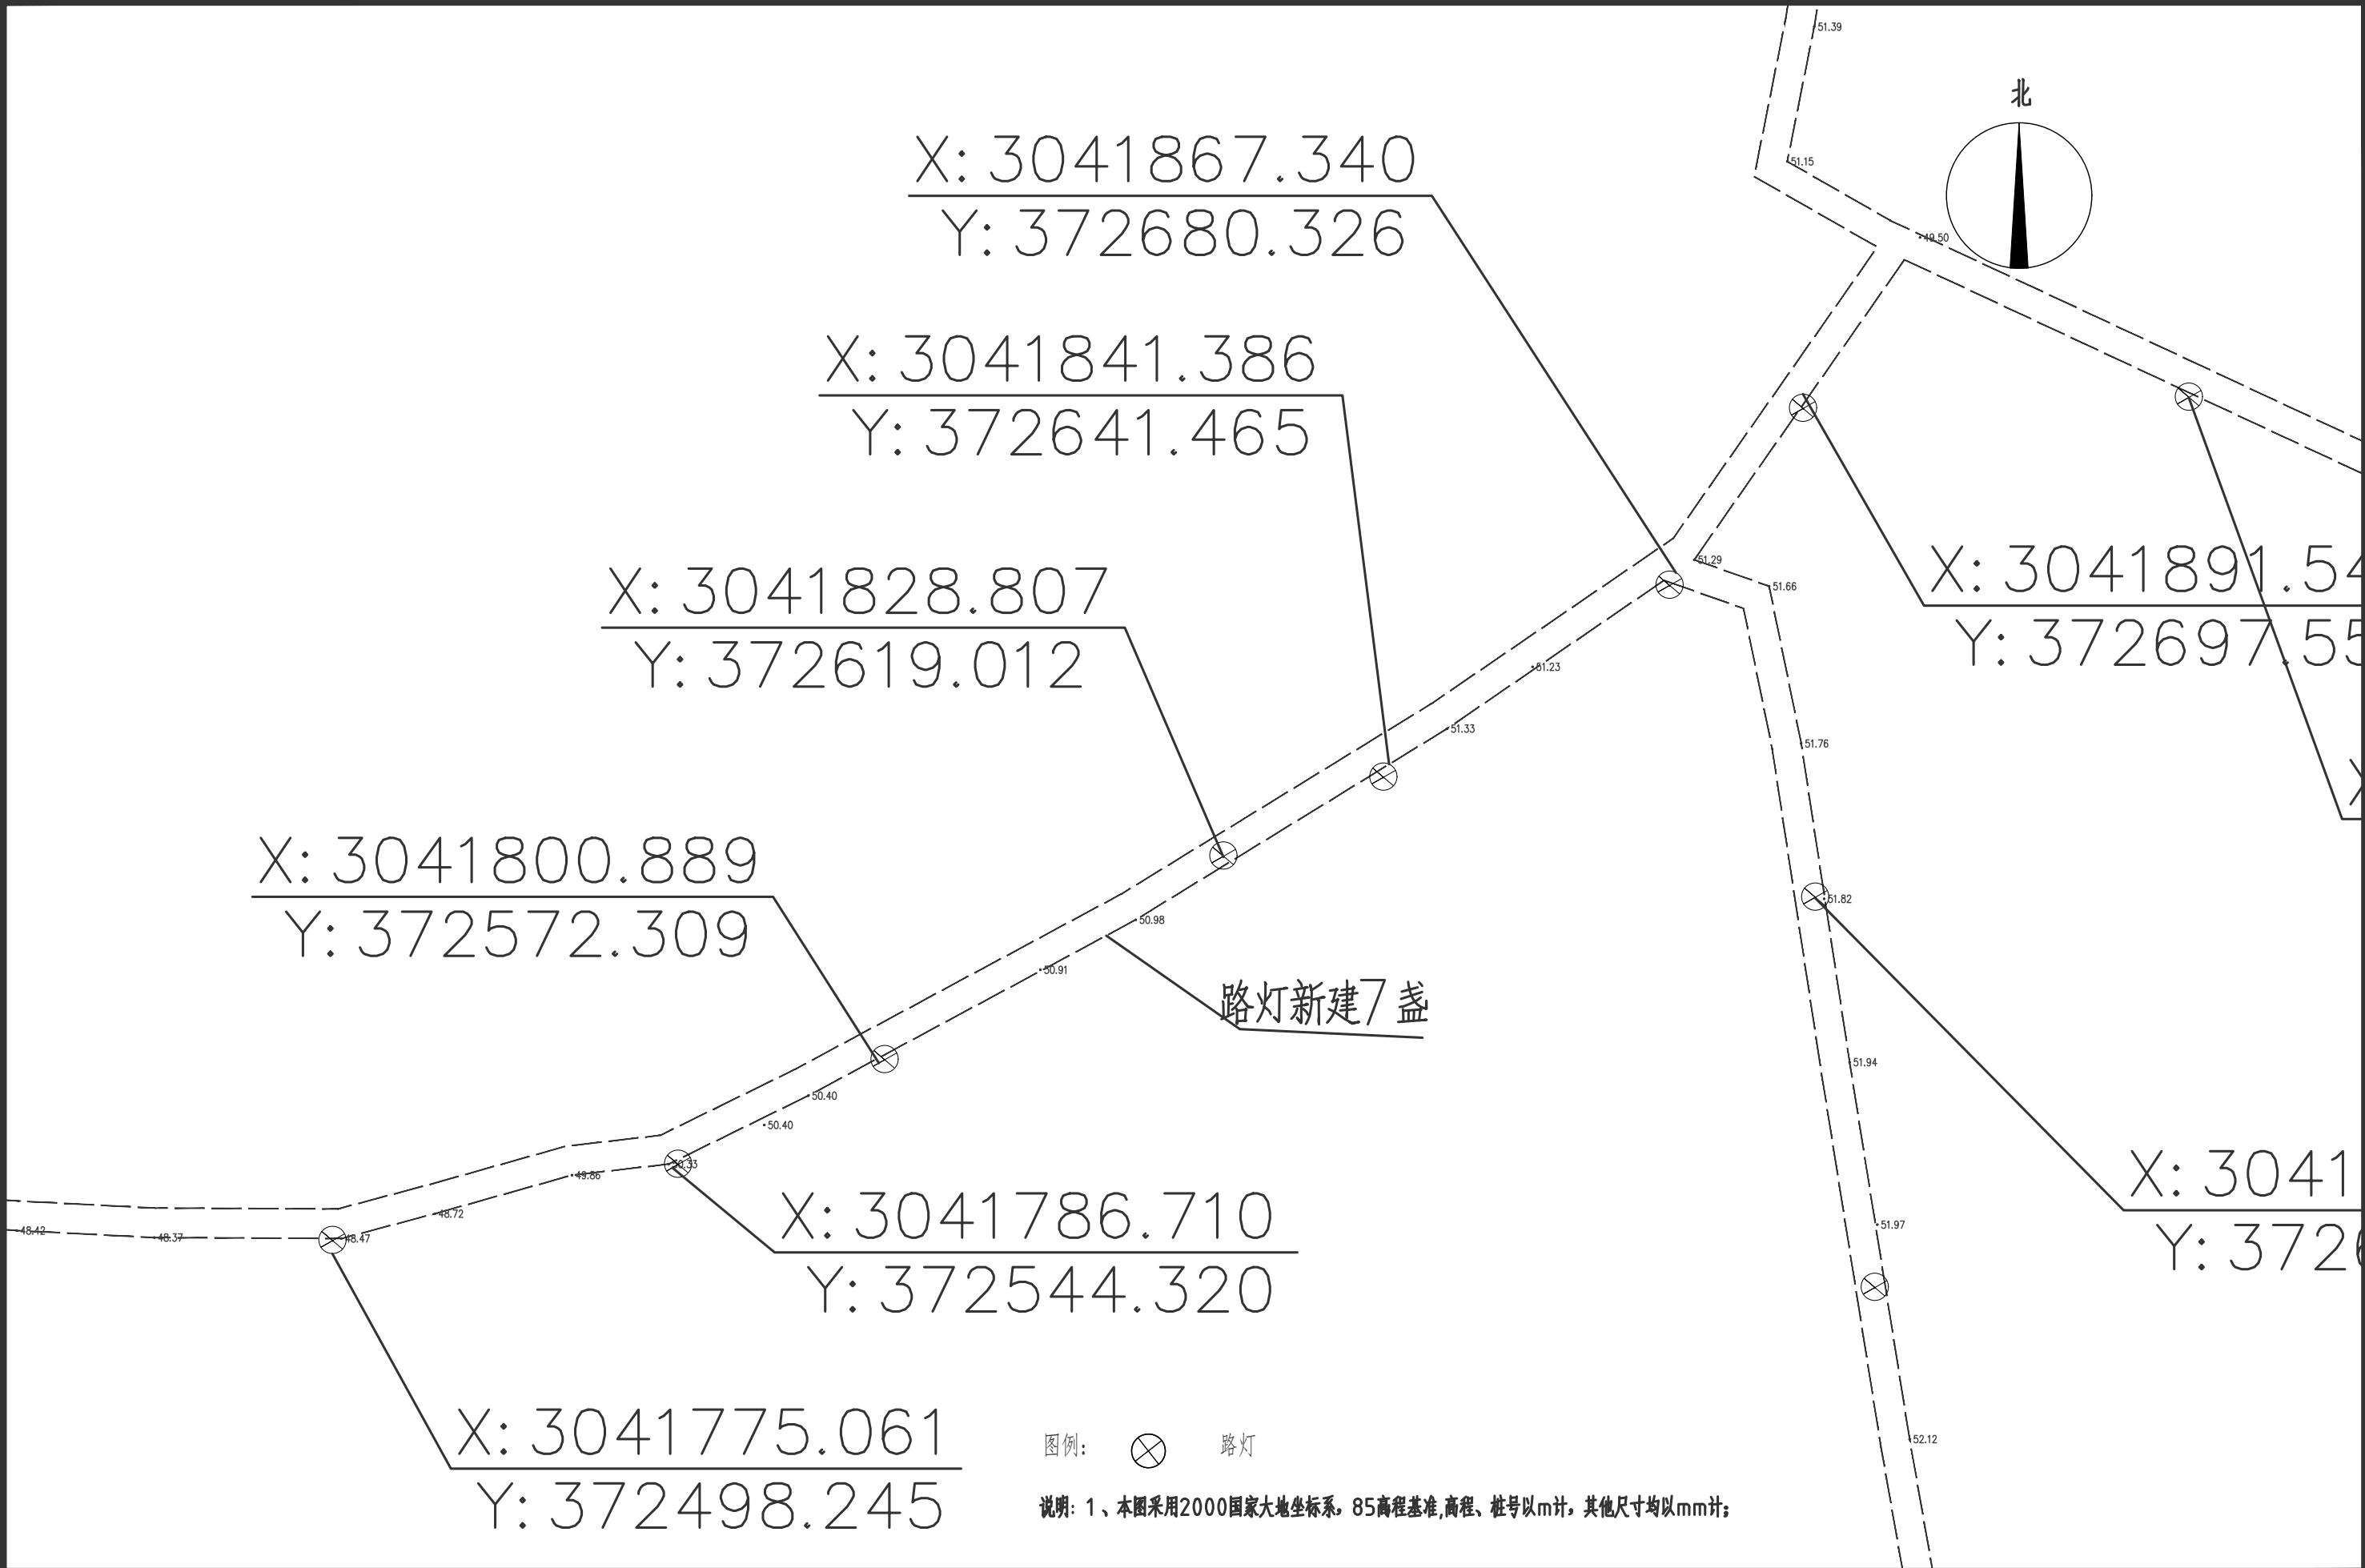 51.39
北
X: 3041867.340
Y: 372680.326
51.15
49.50
X: 3041841.386
Y: 372641.465
X: 3041828.807
Y: 372619.012
51.29
51.66
X: 3041891.54
Y: 372697.55
51.23
51.33
51.76
X: 3041800.889
Y: 372572.309
51.82
50.98
50.91
路灯新建7盏
51.94
50.40
50.40
50.33
49.86
X: 3041
Y: 372
48.72
48.42
48.37
48.47
X: 3041786.710
Y: 372544.320
51.97
X: 3041775.061
Y: 372498.245
52.12
图例: 路灯
说明: 1、本图采用2000国家大地坐标系, 85高程基准,高程、桩号以m计, 其他尺寸均以mm计;